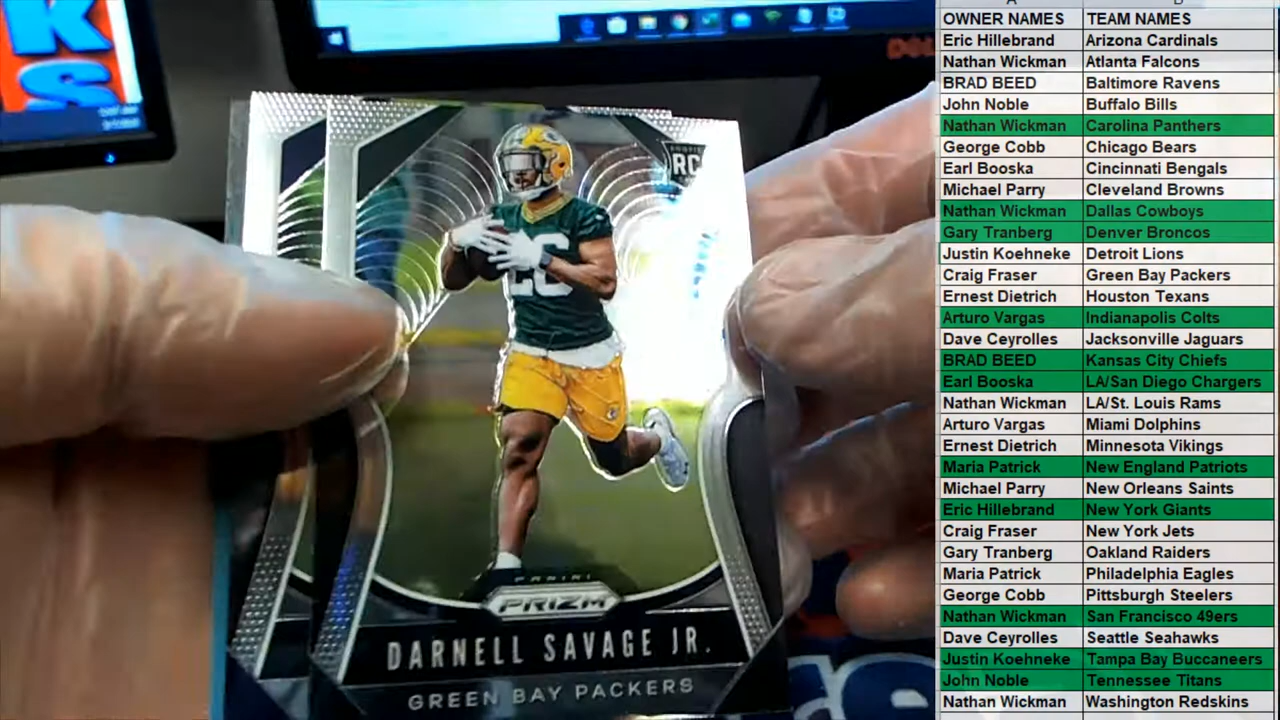 KS
RC
26
PANINI
PRIZM
DARNELL SAVAGE JR.
GREEN BAY PACKERS
OWNER NAMES TEAM NAMES
Eric Hillebrand Arizona Cardinals
Nathan Wickman Atlanta Falcons
BRAD BEED Baltimore Ravens
John Noble Buffalo Bills
Nathan Wickman Carolina Panthers
George Cobb Chicago Bears
Earl Booska Cincinnati Bengals
Michael Parry Cleveland Browns
Nathan Wickman Dallas Cowboys
Gary Tranberg Denver Broncos
Justin Koehneke Detroit Lions
Craig Fraser Green Bay Packers
Ernest Dietrich Houston Texans
Arturo Vargas Indianapolis Colts
Dave Ceyrolles Jacksonville Jaguars
BRAD BEED Kansas City Chiefs
Earl Booska LA/San Diego Chargers
Nathan Wickman LA/St. Louis Rams
Arturo Vargas Miami Dolphins
Ernest Dietrich Minnesota Vikings
Maria Patrick New England Patriots
Michael Parry New Orleans Saints
Eric Hillebrand New York Giants
Craig Fraser New York Jets
Gary Tranberg Oakland Raiders
Maria Patrick Philadelphia Eagles
George Cobb Pittsburgh Steelers
Nathan Wickman San Francisco 49ers
Dave Ceyrolles Seattle Seahawks
Justin Koehneke Tampa Bay Buccaneers
John Noble Tennessee Titans
Nathan Wickman Washington Redskins